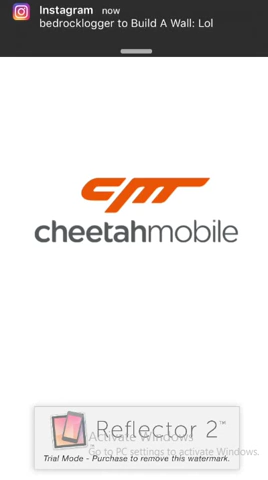 Instagram now
bedrocklogger to Build A Wall: Lol
cm
cheetahmobile
Reflector 2™
Activate Windows
Trial Mode - Purchase to remove this watermark.
Go to PC settings to activate Windows.